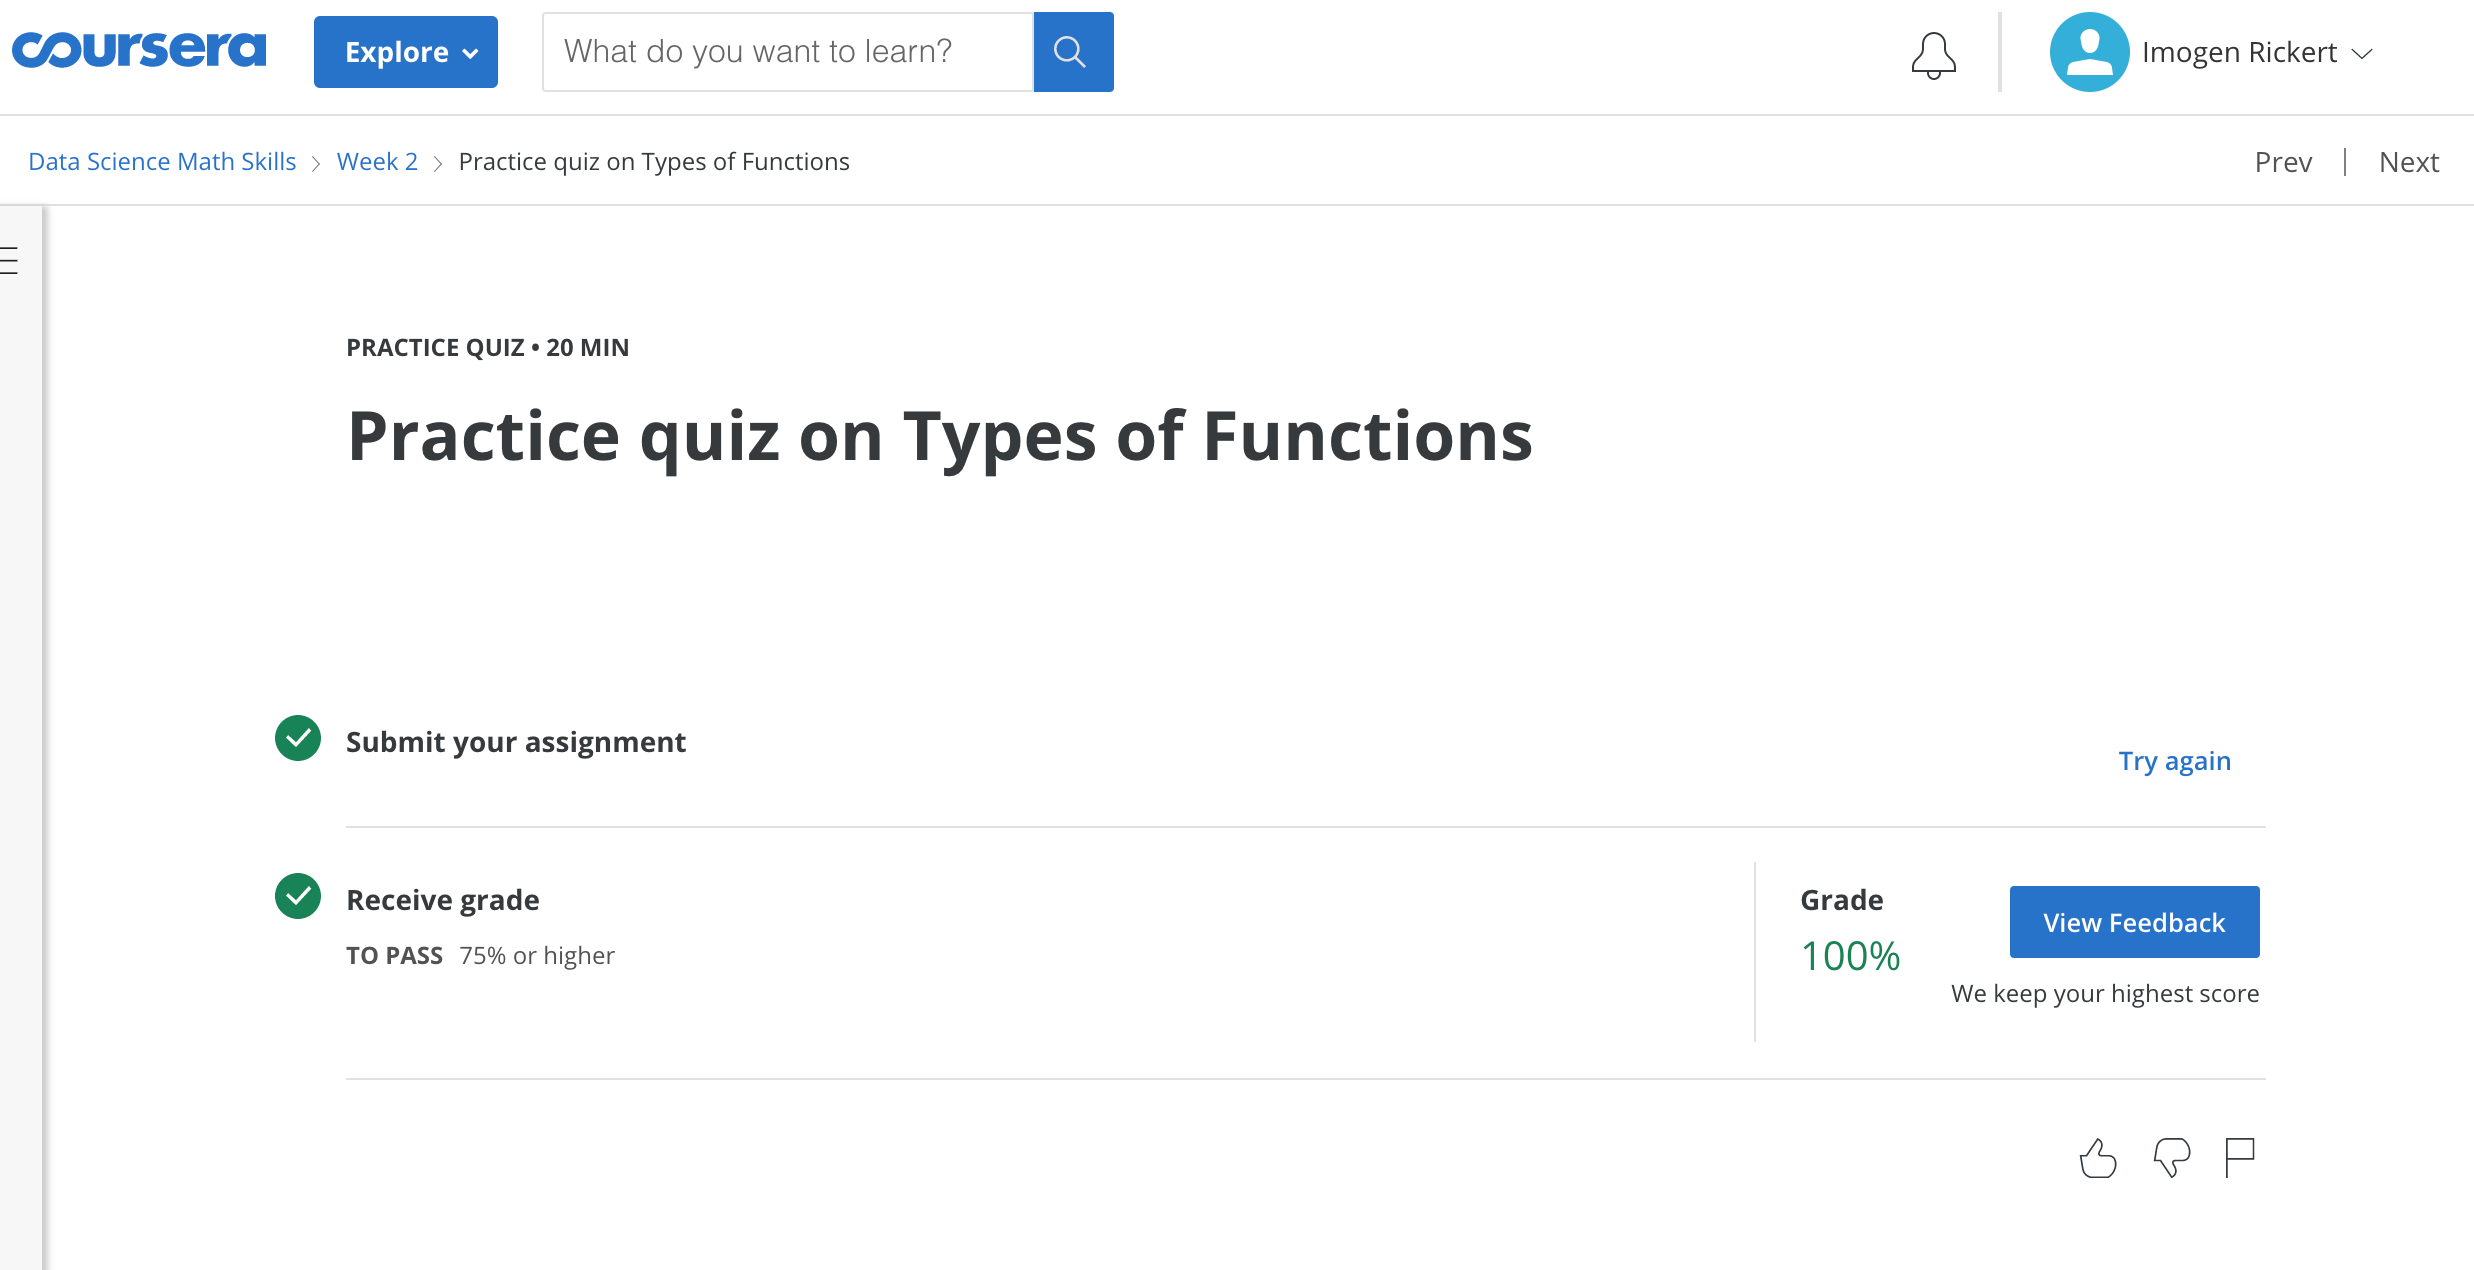 coursera
Explore
What do you want to learn?
Imogen Rickert
Data Science Math Skills > Week 2 > Practice quiz on Types of Functions
Prev | Next
PRACTICE QUIZ • 20 MIN
Practice quiz on Types of Functions
Submit your assignment
Try again
Receive grade
TO PASS 75% or higher
Grade
100%
View Feedback
We keep your highest score